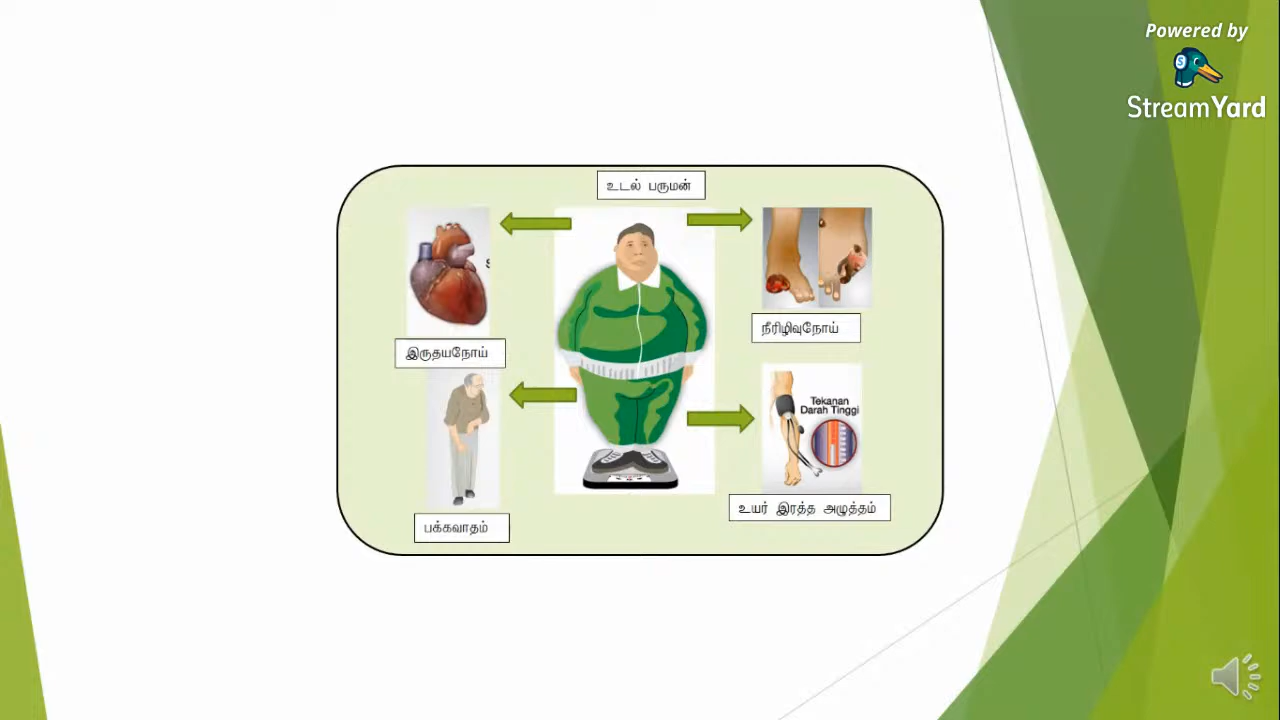 Powered by
StreamYard
உடல் பருமன்
நீரிழிவுநோய்
இருதயநோய்
Tekanan
Darah Tinggi
உயர் இரத்த அழுத்தம்
பக்கவாதம்